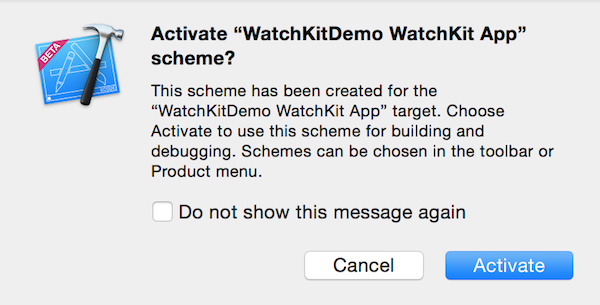 BETA
Activate “WatchKitDemo WatchKit App”
scheme?
This scheme has been created for the
“WatchKitDemo WatchKit App” target. Choose
Activate to use this scheme for building and
debugging. Schemes can be chosen in the toolbar or
Product menu.
Do not show this message again
Cancel
Activate